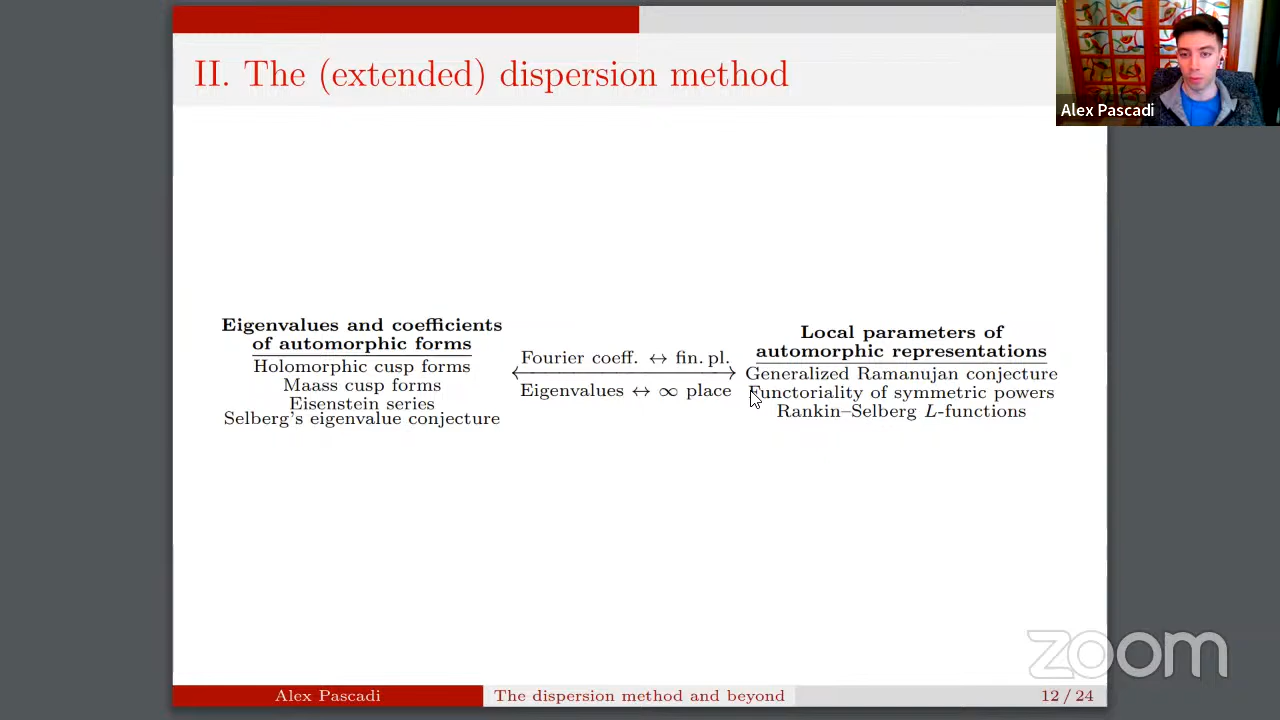 II. The (extended) dispersion method
Alex Pascadi
Eigenvalues and coefficients
of automorphic forms
Holomorphic cusp forms
Maass cusp forms
Eisenstein series
Selberg's eigenvalue conjecture
Fourier coeff. ↔ fin. pl.
Eigenvalues ↔ ∞ place
Local parameters of
automorphic representations
Generalized Ramanujan conjecture
Functoriality of symmetric powers
Rankin–Selberg L-functions
zoom
Alex Pascadi
The dispersion method and beyond
12 / 24